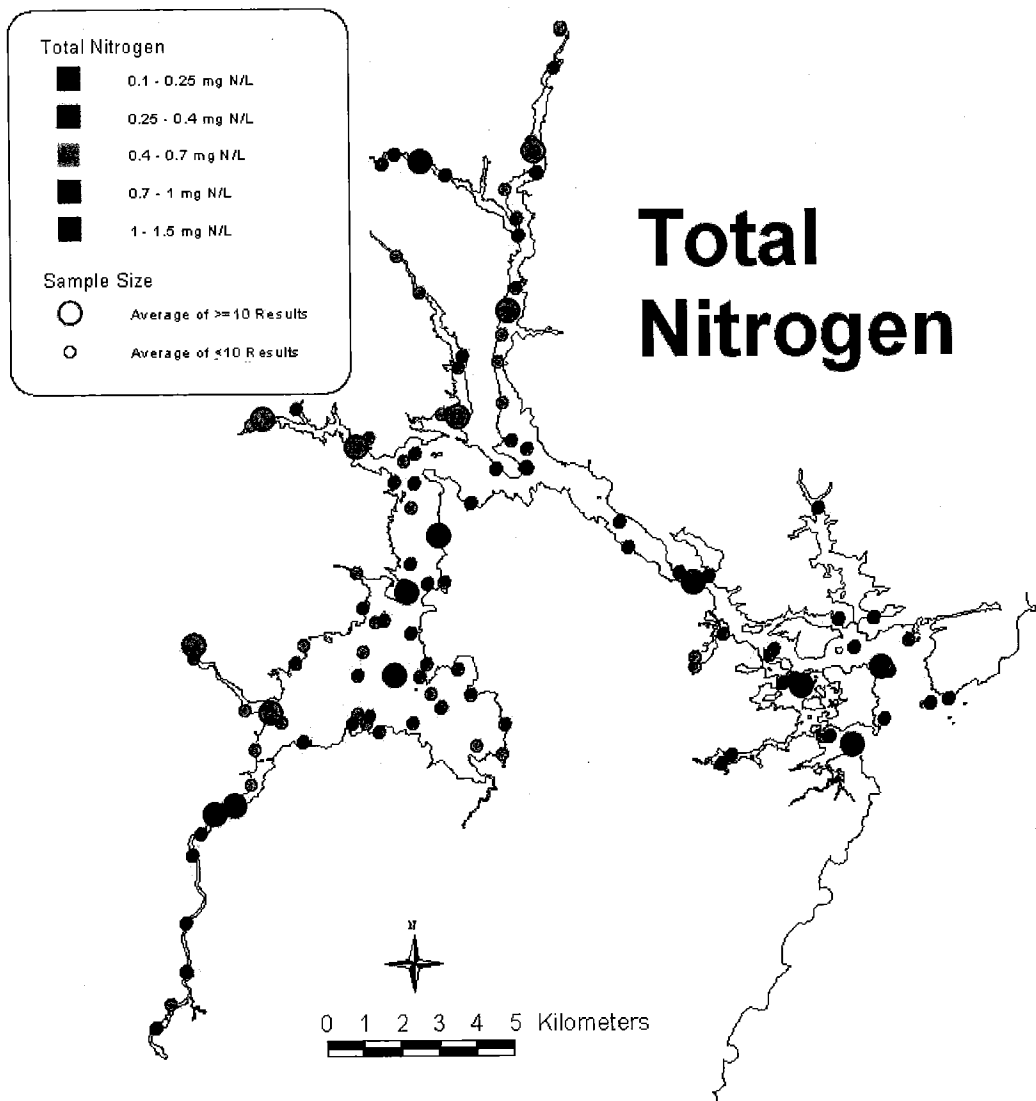 Total Nitrogen
0.1 - 0.25 mg N/L
0.25 - 0.4 mg N/L
0.4 - 0.7 mg N/L
0.7 - 1 mg N/L
1 - 1.5 mg N/L
Sample Size
Average of >=10 Results
Average of ≤10 Results
Total
Nitrogen
N
0 1 2 3 4 5 Kilometers